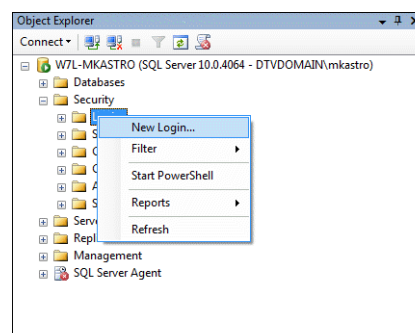 Object Explorer
Connect
W7L-MKASTRO (SQL Server 10.0.4064 - DTVDOMAIN\mkastro)
Databases
Security
New Login...
Filter
Start PowerShell
Reports
Refresh
Management
SQL Server Agent